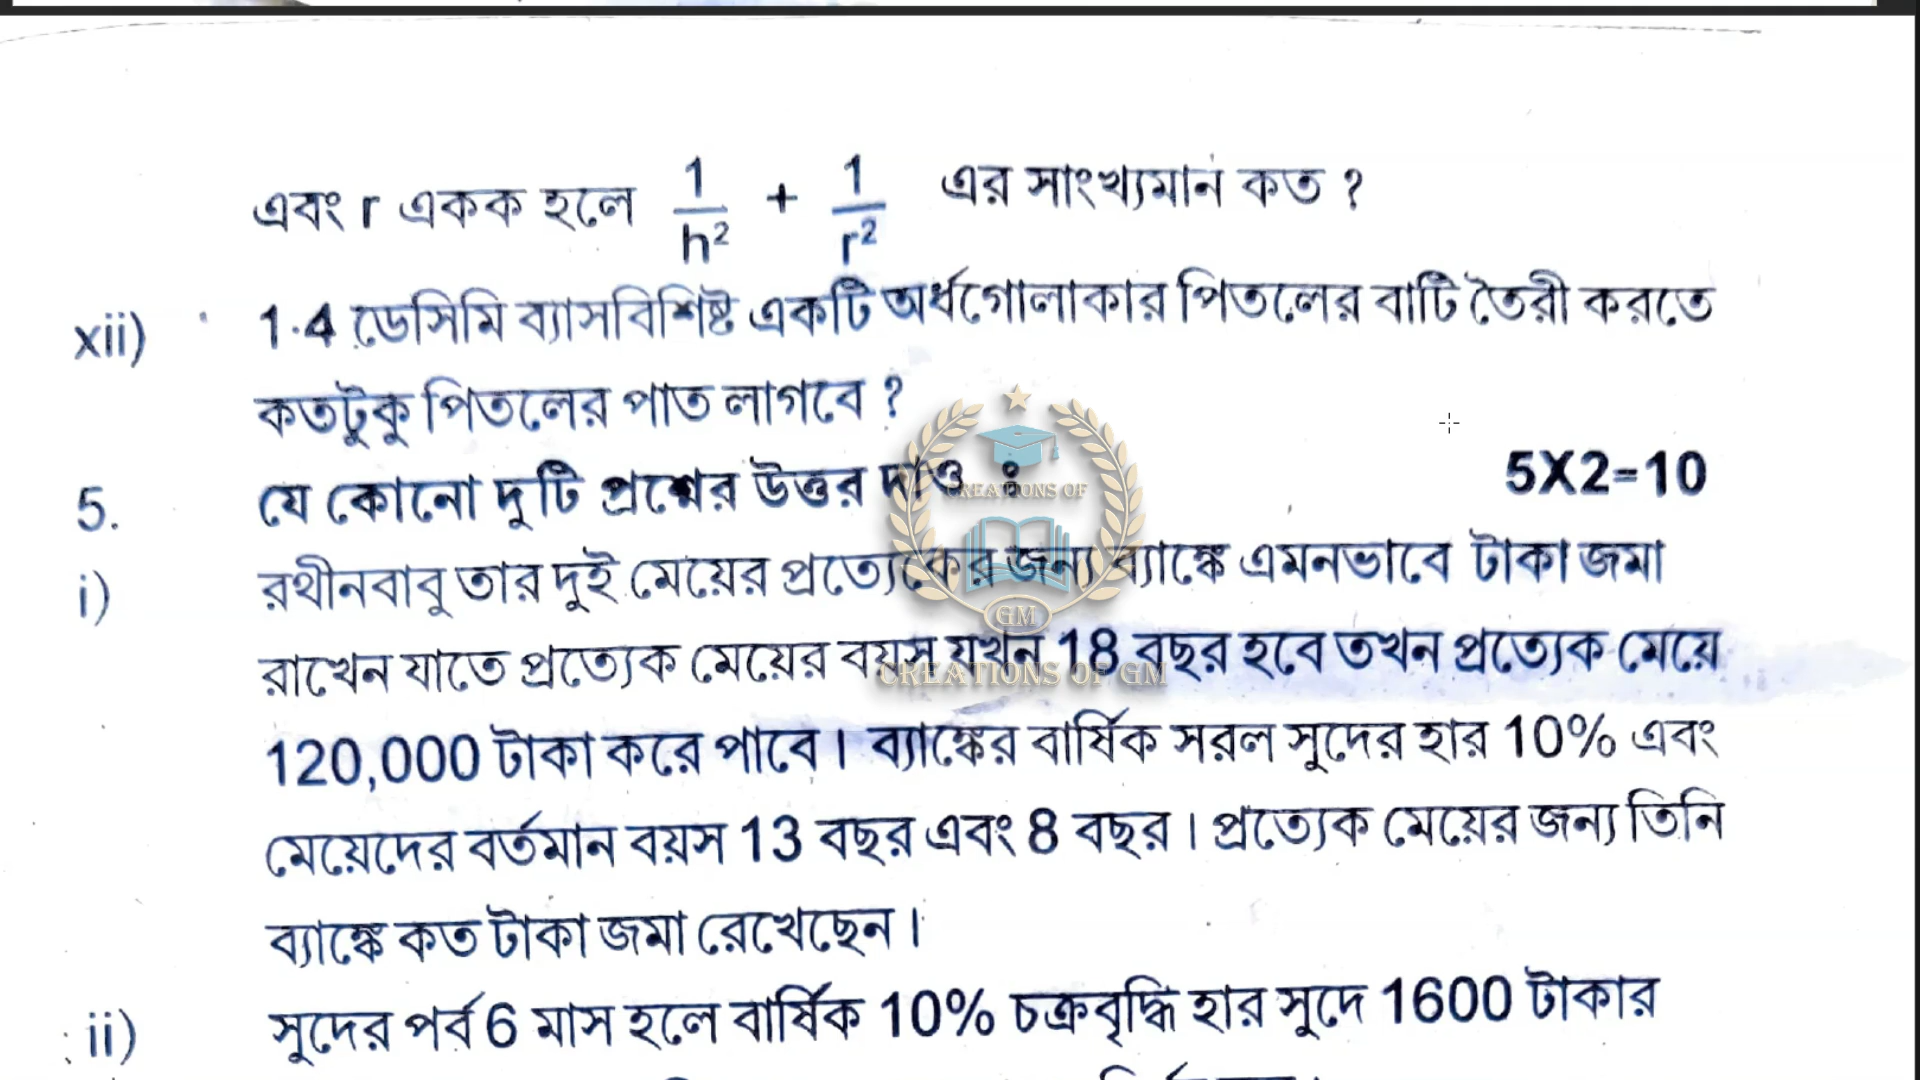 এবং r একক হলে 1/h² + 1/r² এর সাংখ্যমান কত ?
xii) 1·4 ডেসিমি ব্যাসবিশিষ্ট একটি অর্ধগোলাকার পিতলের বাটি তৈরী করতে
কতটুকু পিতলের পাত লাগবে ?
5. যে কোনো দুটি প্রশ্নের উত্তর দাও : 5X2=10
CREATIONS OF
i) রথীনবাবু তার দুই মেয়ের প্রত্যেকের জন্য ব্যাঙ্কে এমনভাবে টাকা জমা
GM
রাখেন যাতে প্রত্যেক মেয়ের বয়স যখন 18 বছর হবে তখন প্রত্যেক মেয়ে
CREATIONS OF GM
120,000 টাকা করে পাবে। ব্যাঙ্কের বার্ষিক সরল সুদের হার 10% এবং
মেয়েদের বর্তমান বয়স 13 বছর এবং 8 বছর। প্রত্যেক মেয়ের জন্য তিনি
ব্যাঙ্কে কত টাকা জমা রেখেছেন।
ii) সুদের পর্ব 6 মাস হলে বার্ষিক 10% চক্রবৃদ্ধি হার সুদে 1600 টাকার